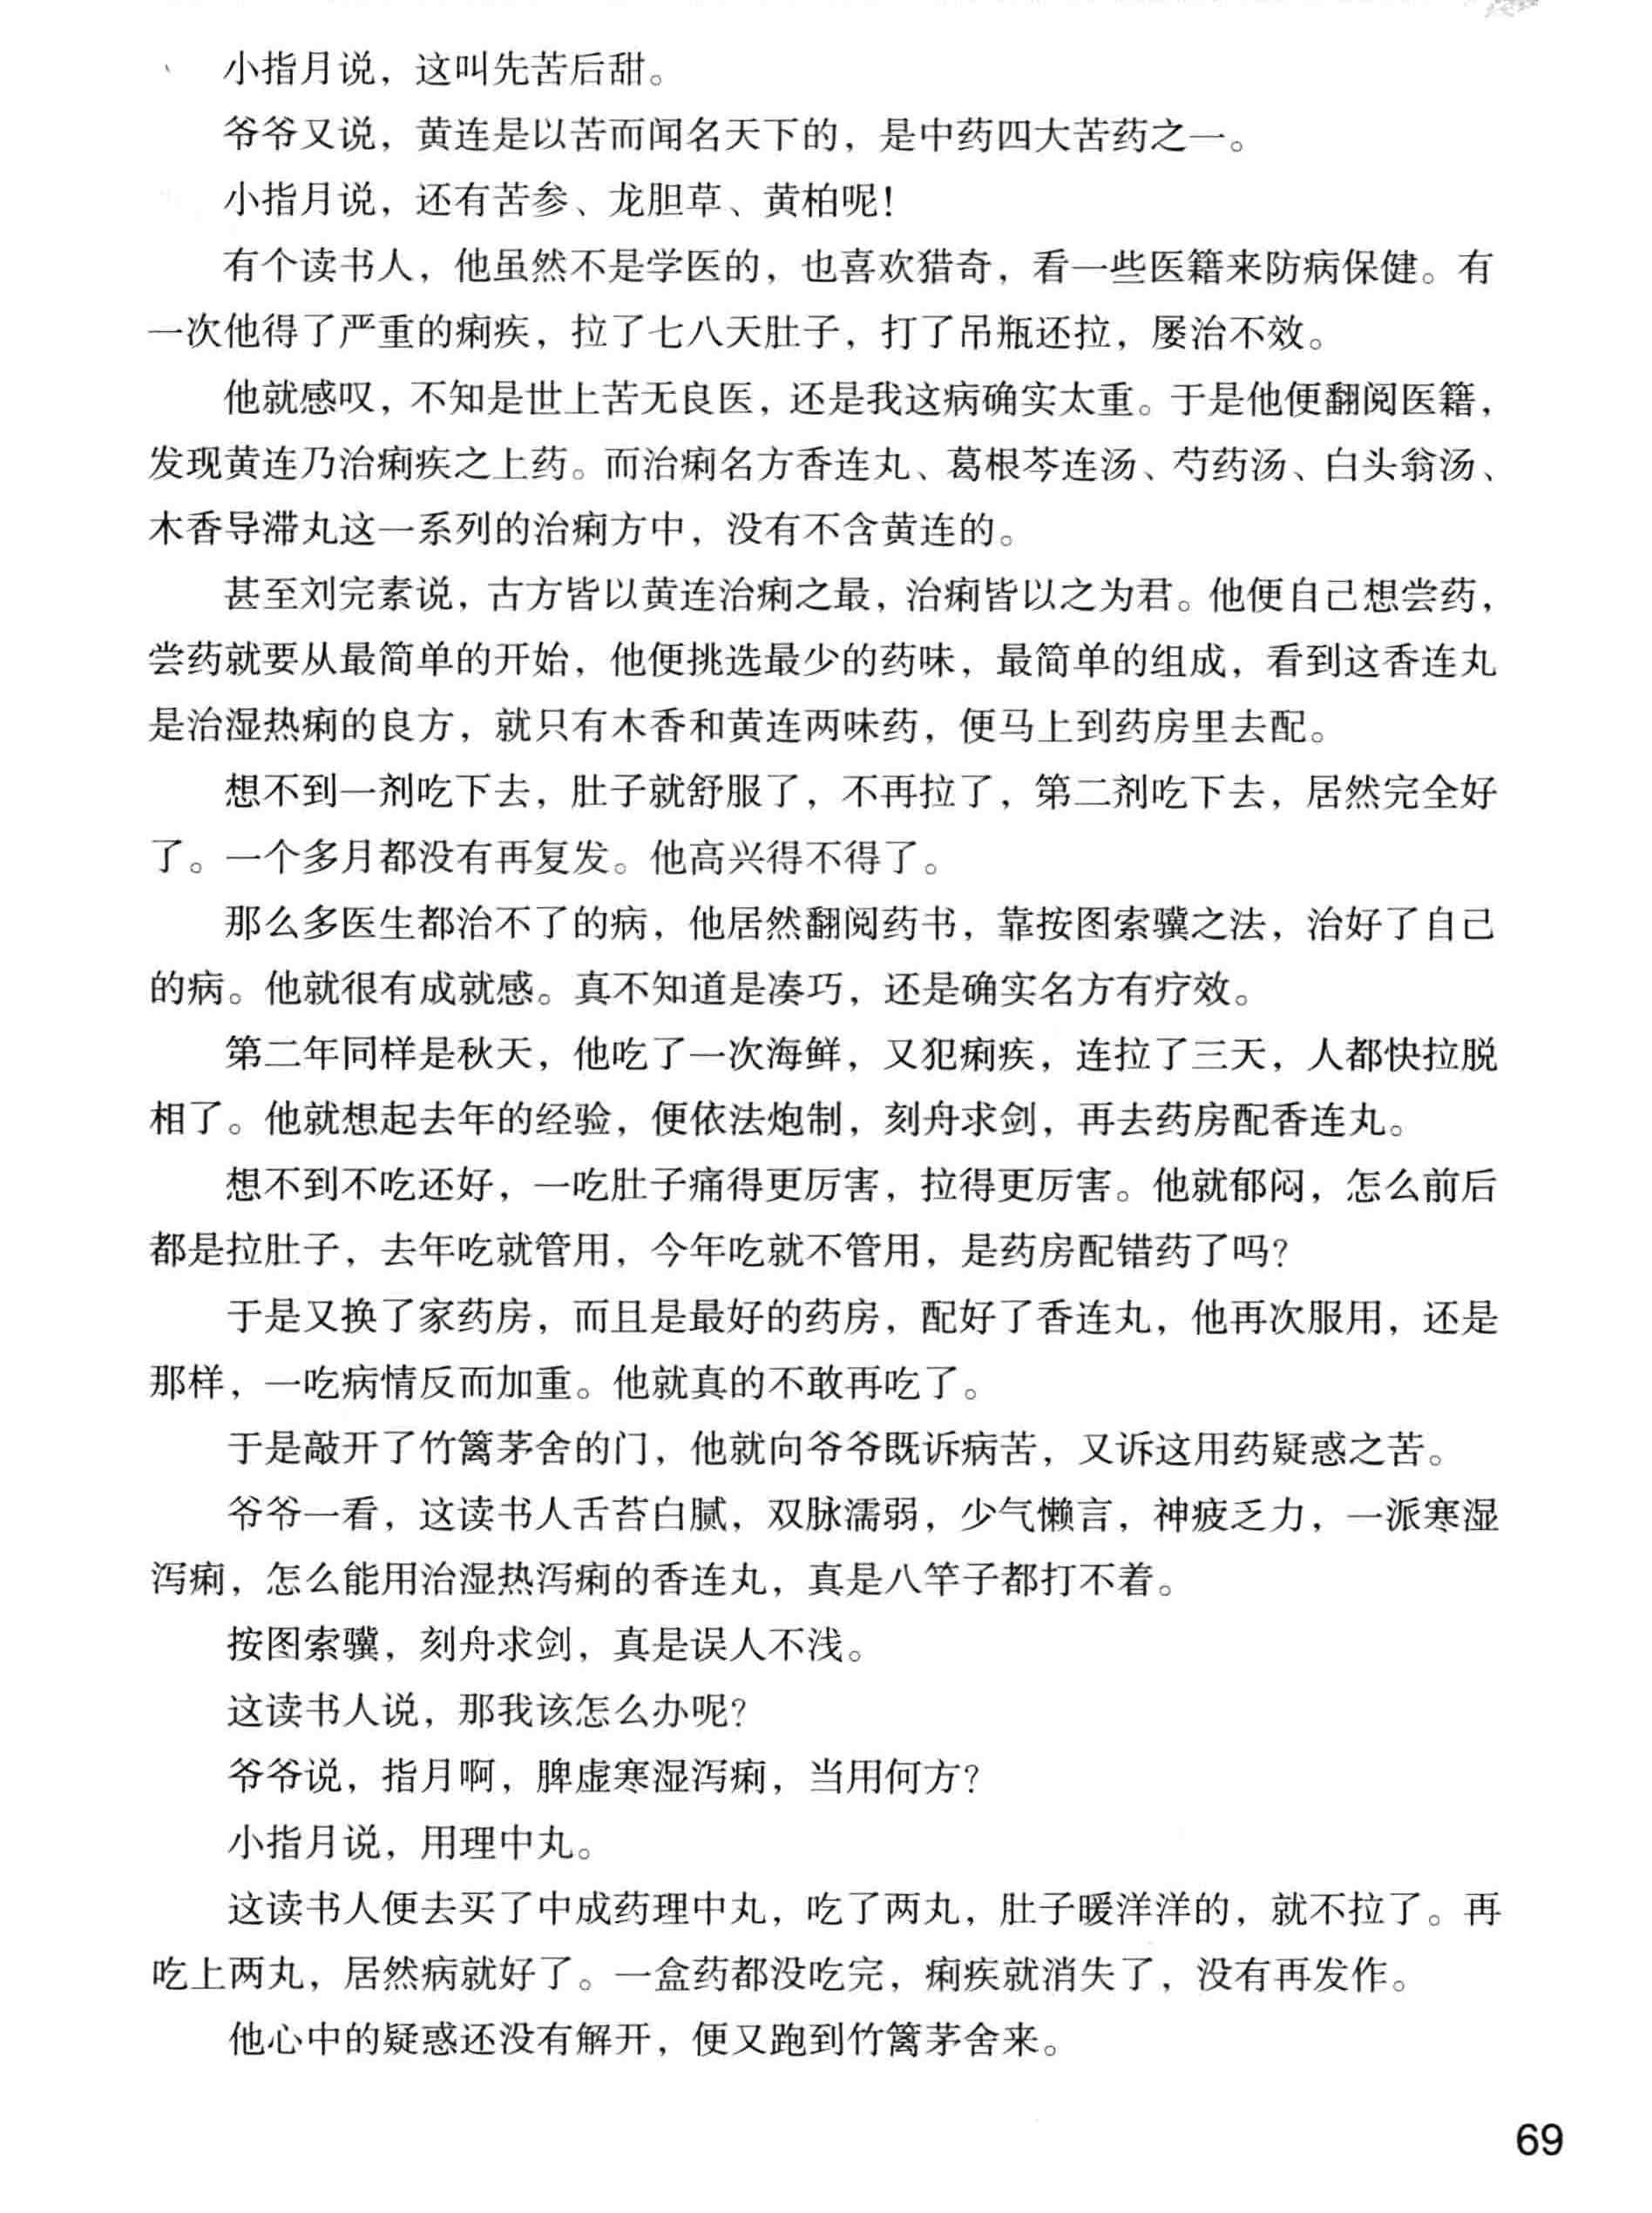 小指月说，这叫先苦后甜。
爷爷又说，黄连是以苦而闻名天下的，是中药四大苦药之一。
小指月说，还有苦参、龙胆草、黄柏呢！
有个读书人，他虽然不是学医的，也喜欢猎奇，看一些医籍来防病保健。有
一次他得了严重的痢疾，拉了七八天肚子，打了吊瓶还拉，屡治不效。
他就感叹，不知是世上苦无良医，还是我这病确实太重。于是他便翻阅医籍，
发现黄连乃治痢疾之上药。而治痢名方香连丸、葛根芩连汤、芍药汤、白头翁汤、
木香导滞丸这一系列的治痢方中，没有不含黄连的。
甚至刘完素说，古方皆以黄连治痢之最，治痢皆以之为君。他便自己想尝药，
尝药就要从最简单的开始，他便挑选最少的药味，最简单的组成，看到这香连丸
是治湿热痢的良方，就只有木香和黄连两味药，便马上到药房里去配。
想不到一剂吃下去，肚子就舒服了，不再拉了，第二剂吃下去，居然完全好
了。一个多月都没有再复发。他高兴得不得了。
那么多医生都治不了的病，他居然翻阅药书，靠按图索骥之法，治好了自己
的病。他就很有成就感。真不知道是凑巧，还是确实名方有疗效。
第二年同样是秋天，他吃了一次海鲜，又犯痢疾，连拉了三天，人都快拉脱
相了。他就想起去年的经验，便依法炮制，刻舟求剑，再去药房配香连丸。
想不到不吃还好，一吃肚子痛得更厉害，拉得更厉害。他就郁闷，怎么前后
都是拉肚子，去年吃就管用，今年吃就不管用，是药房配错药了吗？
于是又换了家药房，而且是最好的药房，配好了香连丸，他再次服用，还是
那样，一吃病情反而加重。他就真的不敢再吃了。
于是敲开了竹篱茅舍的门，他就向爷爷既诉病苦，又诉这用药疑惑之苦。
爷爷一看，这读书人舌苔白腻，双脉濡弱，少气懒言，神疲乏力，一派寒湿
泻痢，怎么能用治湿热泻痢的香连丸，真是八竿子都打不着。
按图索骥，刻舟求剑，真是误人不浅。
这读书人说，那我该怎么办呢？
爷爷说，指月啊，脾虚寒湿泻痢，当用何方？
小指月说，用理中丸。
这读书人便去买了中成药理中丸，吃了两丸，肚子暖洋洋的，就不拉了。再
吃上两丸，居然病就好了。一盒药都没吃完，痢疾就消失了，没有再发作。
他心中的疑惑还没有解开，便又跑到竹篱茅舍来。
69